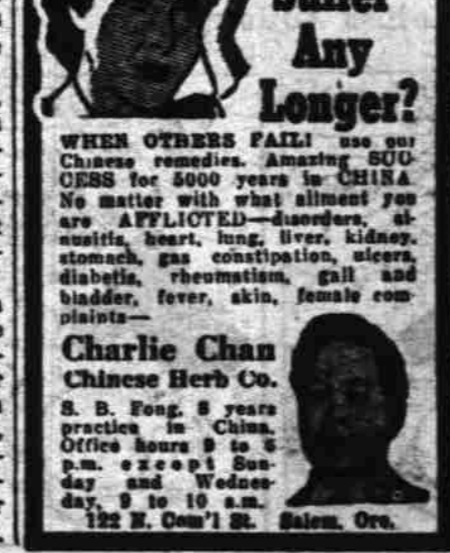 Suffer
Any
Longer?
WHEN OTHERS FAIL! use our
Chinese remedies. Amazing SUC-
CESS for 5000 years in CHINA
No matter with what ailment you
are AFFLICTED—disorders, si-
nusitis, heart, lung, liver, kidney,
stomach, gas constipation, ulcers,
diabetis, rheumatism, gall and
bladder, fever, skin, female com-
plaints—
Charlie Chan
Chinese Herb Co.
S. B. Fong, 8 years
practice in China.
Office hours 9 to 6
p.m. except Sun-
day and Wednes-
day, 9 to 10 a.m.
122 N. Com'l St. Salem, Ore.